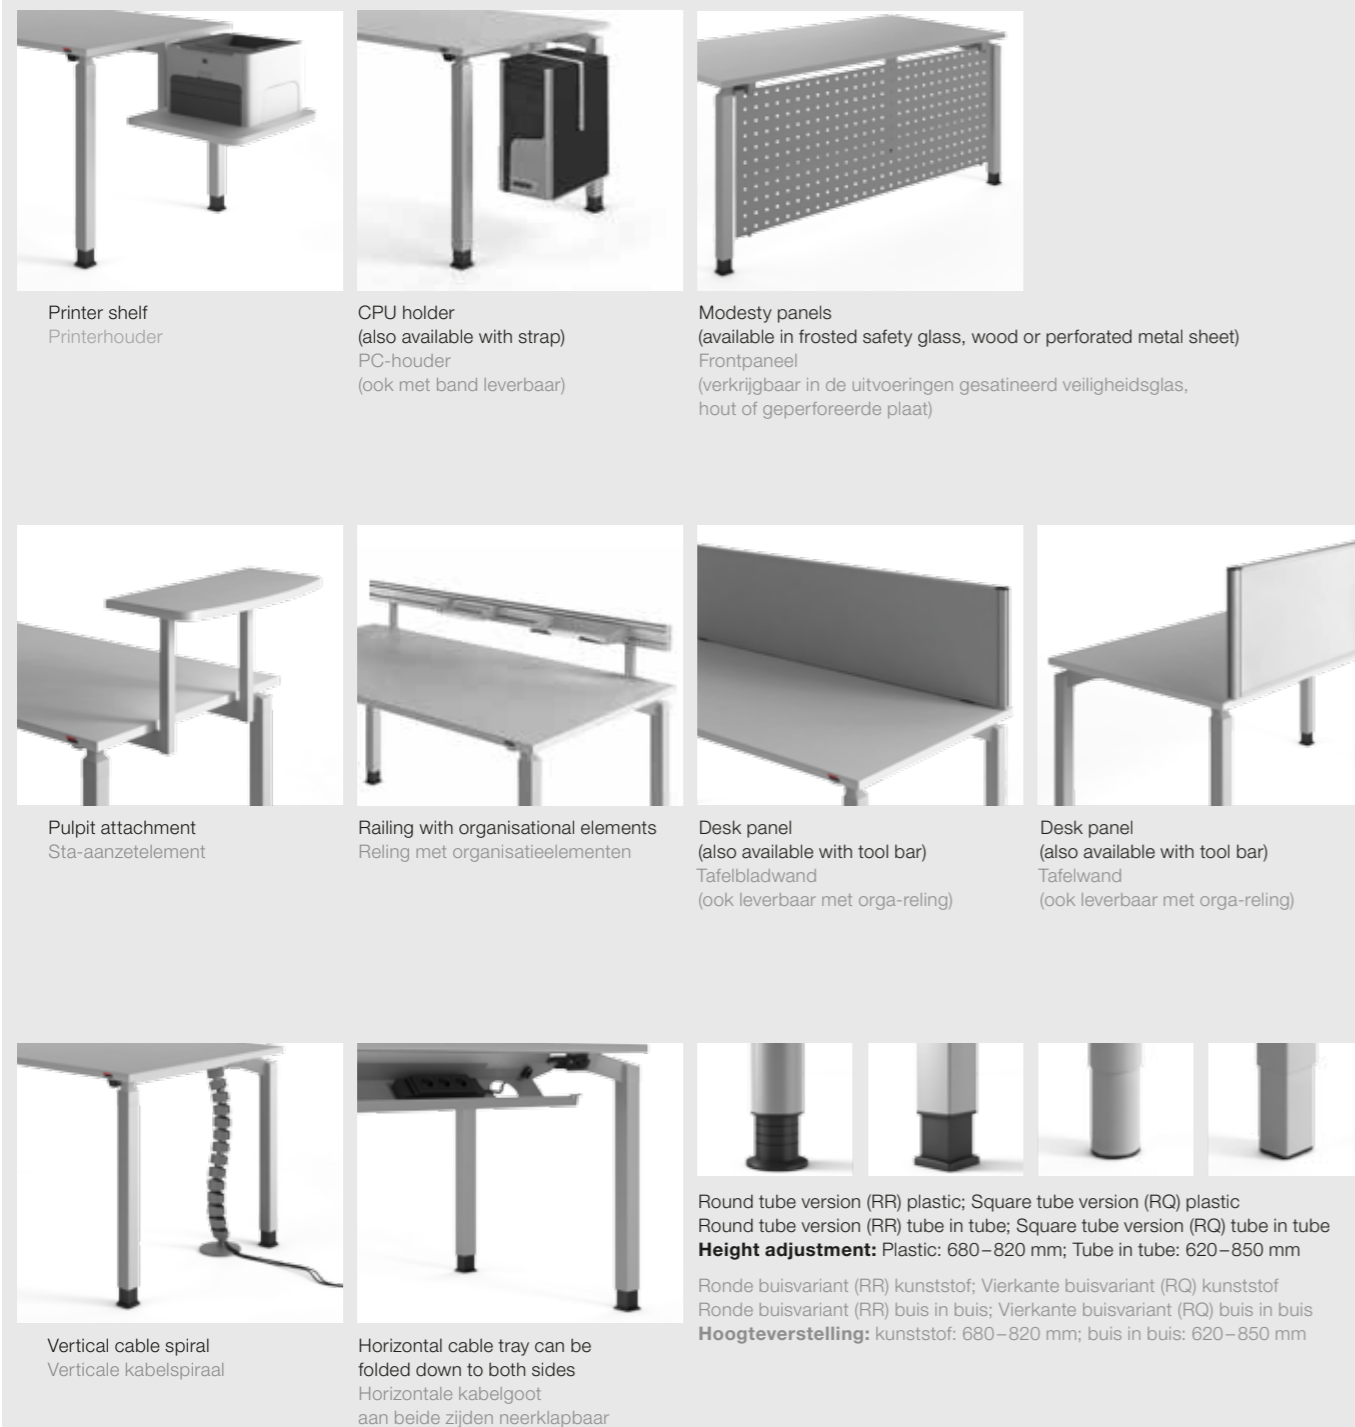 Printer shelf
Printerhouder
CPU holder
(also available with strap)
PC-houder
(ook met band leverbaar)
Modesty panels
(available in frosted safety glass, wood or perforated metal sheet)
Frontpaneel
(verkrijgbaar in de uitvoeringen gesatineerd veiligheidsglas,
hout of geperforeerde plaat)
Pulpit attachment
Sta-aanzetelement
Railing with organisational elements
Reling met organisatieelementen
Desk panel
(also available with tool bar)
Tafelbladwand
(ook leverbaar met orga-reling)
Desk panel
(also available with tool bar)
Tafelwand
(ook leverbaar met orga-reling)
Vertical cable spiral
Verticale kabelspiraal
Horizontal cable tray can be
folded down to both sides
Horizontale kabelgoot
aan beide zijden neerklapbaar
Round tube version (RR) plastic; Square tube version (RQ) plastic
Round tube version (RR) tube in tube; Square tube version (RQ) tube in tube
Height adjustment: Plastic: 680–820 mm; Tube in tube: 620–850 mm
Ronde buisvariant (RR) kunststof; Vierkante buisvariant (RQ) kunststof
Ronde buisvariant (RR) buis in buis; Vierkante buisvariant (RQ) buis in buis
Hoogteverstelling: kunststof: 680–820 mm; buis in buis: 620–850 mm